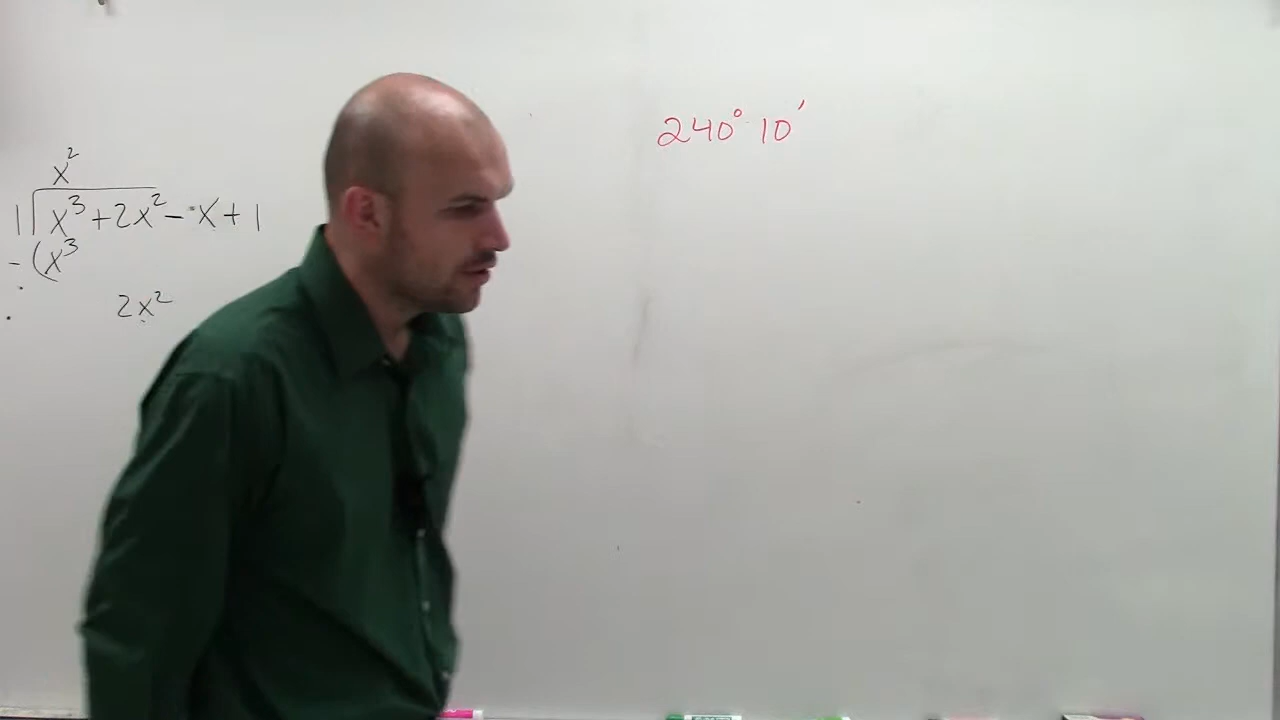 x²
1 x³+2x²-x+1
-(x³
2x²
240° 10'